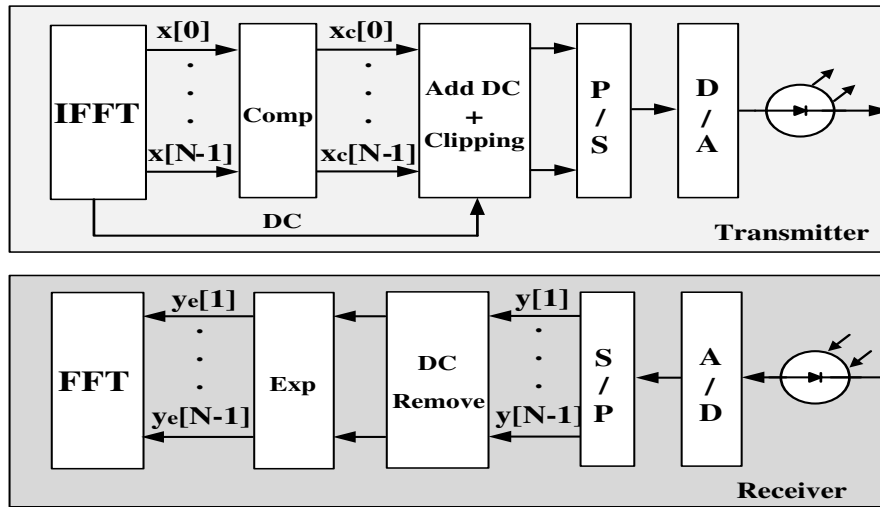 x[0]
xc[0]
IFFT
Comp
Add DC
+
Clipping
P
/
S
D
/
A
x[N-1]
xc[N-1]
DC
Transmitter
ye[1]
y[1]
FFT
Exp
DC
Remove
S
/
P
A
/
D
ye[N-1]
y[N-1]
Receiver